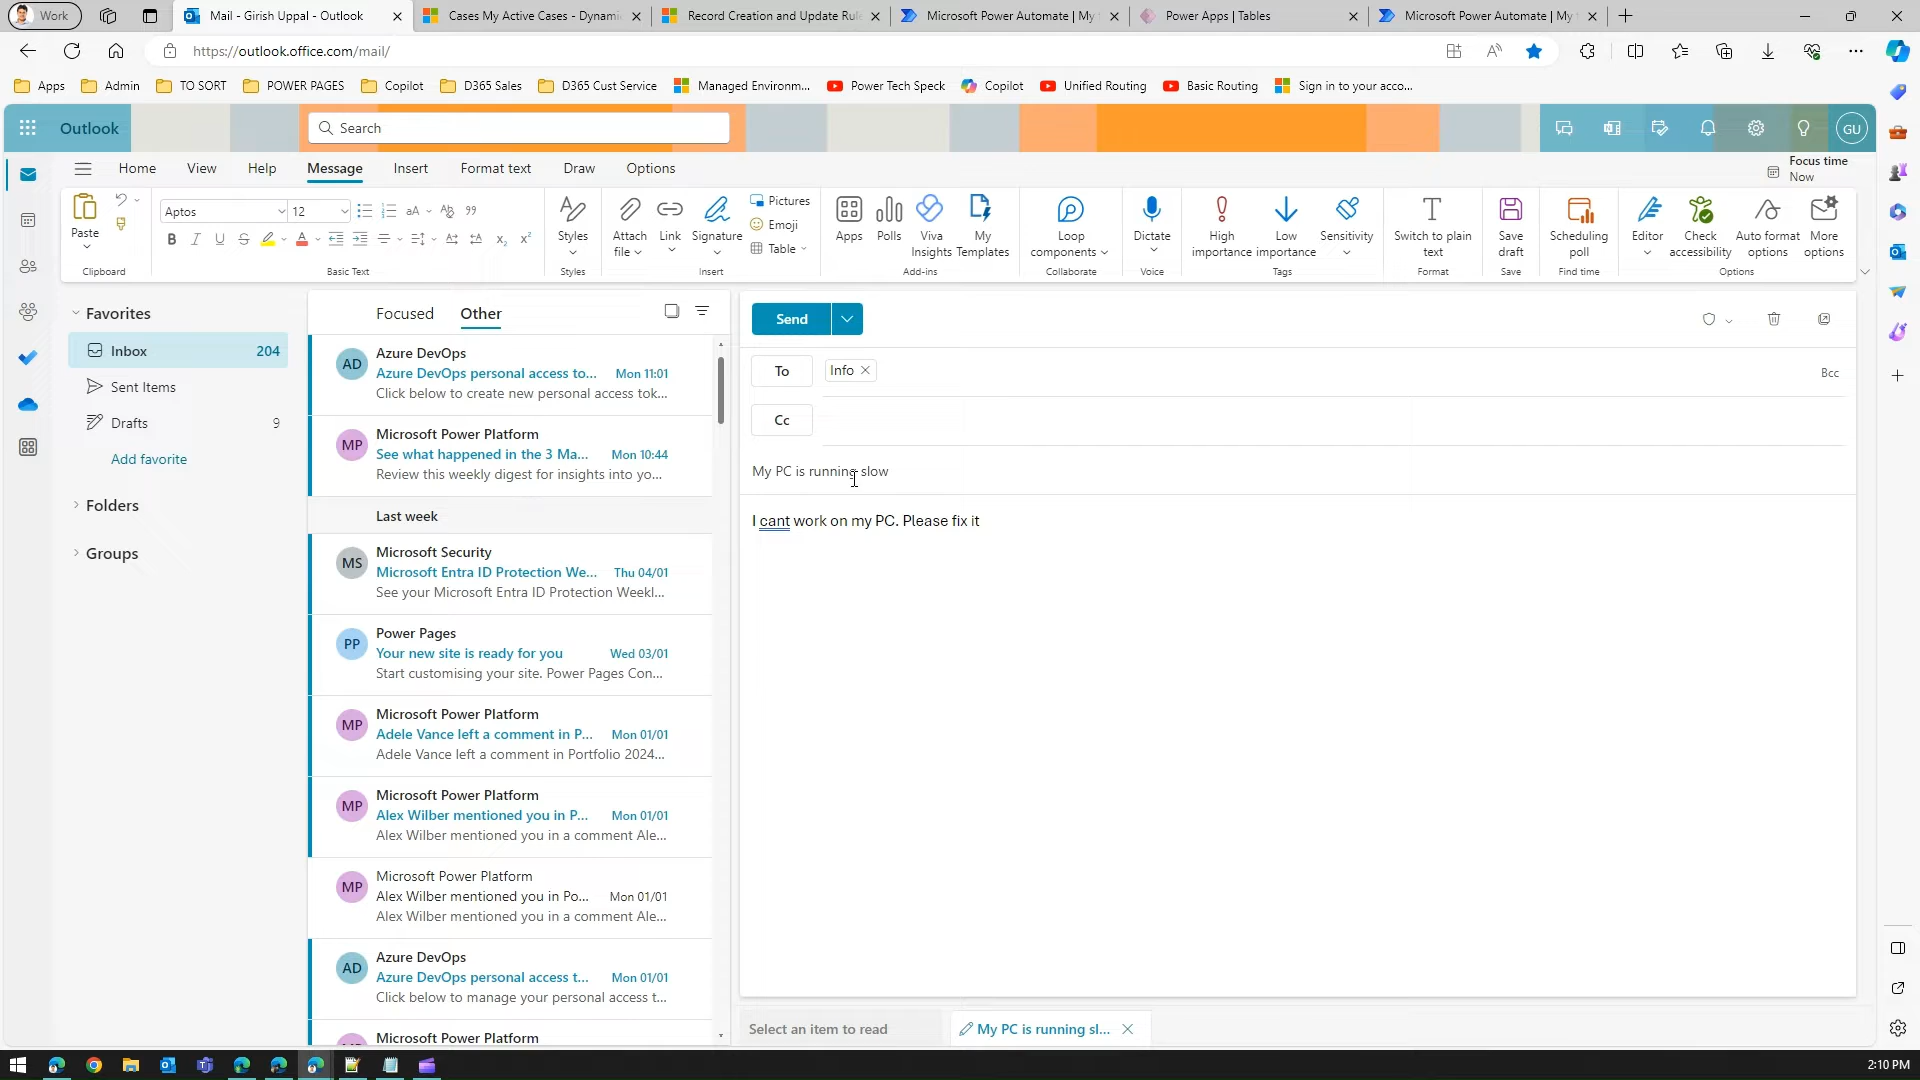 Work
Mail - Girish Uppal - Outlook
Cases My Active Cases - Dynami
Record Creation and Update Rule
Microsoft Power Automate | My
Power Apps | Tables
Microsoft Power Automate | My
https://outlook.office.com/mail/
Apps
Admin
TO SORT
POWER PAGES
Copilot
D365 Sales
D365 Cust Service
Managed Environm...
Power Tech Speck
Copilot
Unified Routing
Basic Routing
Sign in to your acco...
Outlook
Search
GU
Home
View
Help
Message
Insert
Format text
Draw
Options
Focus time
Now
Paste
Clipboard
Aptos
12
Basic Text
Styles
Styles
Attach file
Link
Signature
Pictures
Emoji
Table
Insert
Apps
Polls
Viva Insights
My Templates
Add-ins
Loop components
Collaborate
Dictate
Voice
High importance
Low importance
Sensitivity
Tags
Switch to plain text
Format
Save draft
Save
Scheduling poll
Find time
Editor
Check accessibility
Auto format options
More options
Options
Favorites
Inbox 204
Sent Items
Drafts 9
Add favorite
Folders
Groups
Focused
Other
AD
Azure DevOps
Azure DevOps personal access to... Mon 11:01
Click below to create new personal access tok...
MP
Microsoft Power Platform
See what happened in the 3 Ma... Mon 10:44
Review this weekly digest for insights into yo...
Last week
MS
Microsoft Security
Microsoft Entra ID Protection We... Thu 04/01
See your Microsoft Entra ID Protection Weekl...
PP
Power Pages
Your new site is ready for you Wed 03/01
Start customising your site. Power Pages Con...
MP
Microsoft Power Platform
Adele Vance left a comment in P... Mon 01/01
Adele Vance left a comment in Portfolio 2024...
MP
Microsoft Power Platform
Alex Wilber mentioned you in P... Mon 01/01
Alex Wilber mentioned you in a comment Ale...
MP
Microsoft Power Platform
Alex Wilber mentioned you in Po... Mon 01/01
Alex Wilber mentioned you in a comment Ale...
AD
Azure DevOps
Azure DevOps personal access t... Mon 01/01
Click below to manage your personal access t...
Microsoft Power Platform
Send
To
Info
Bcc
Cc
My PC is running slow
I cant work on my PC. Please fix it
Select an item to read
My PC is running sl...
2:10 PM